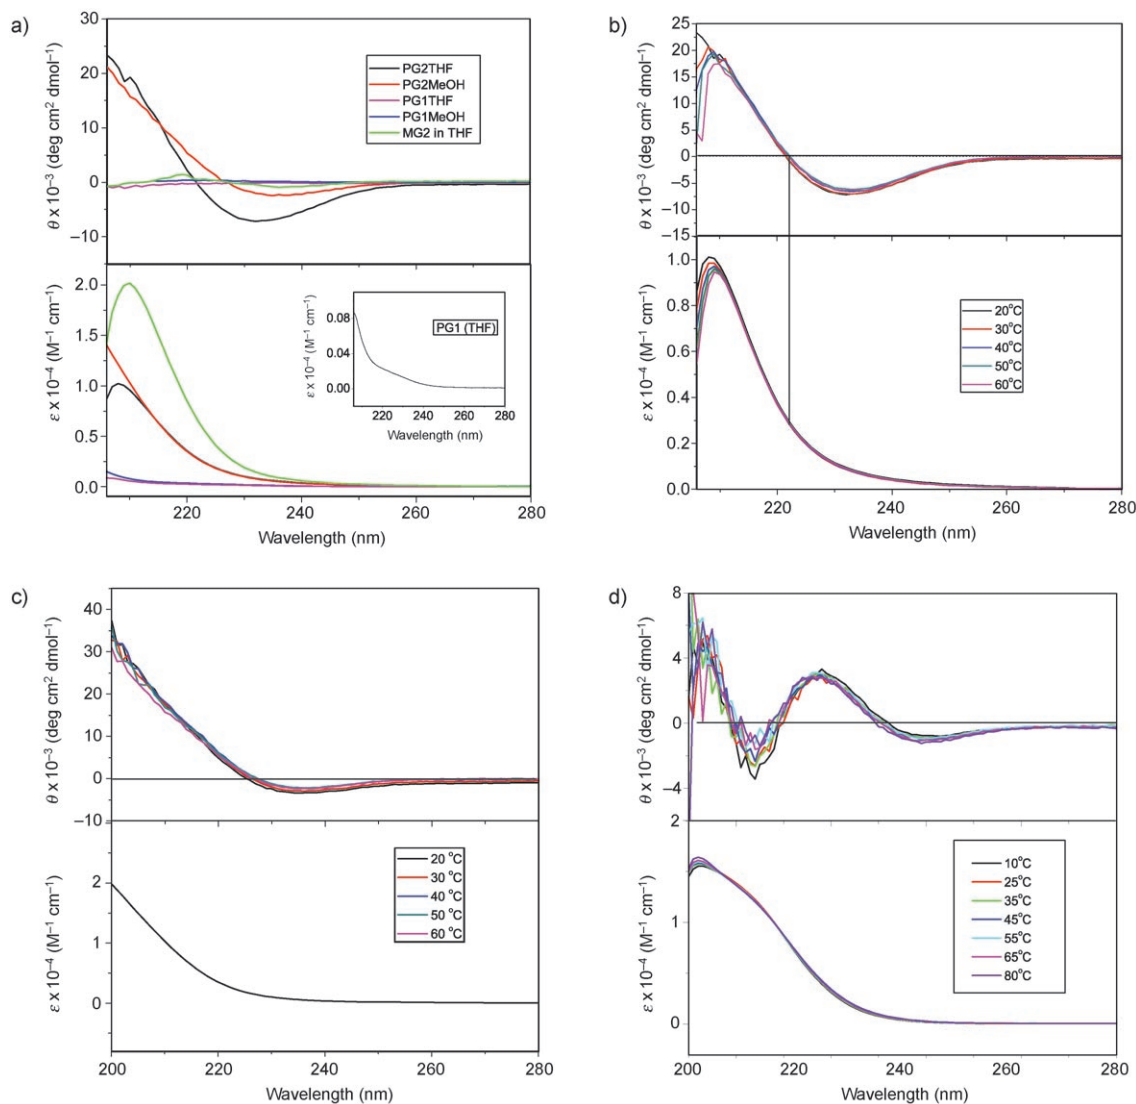 a)
30
20
10
0
–10
θ x 10⁻³ (deg cm² dmol⁻¹)
PG2THF
PG2MeOH
PG1THF
PG1MeOH
MG2 in THF
2.0
1.5
1.0
0.5
0.0
ε x 10⁻⁴ (M⁻¹ cm⁻¹)
0.08
0.04
0.00
ε x 10⁻⁴ (M⁻¹ cm⁻¹)
PG1 (THF)
220 240 260 280
Wavelength (nm)
220 240 260 280
Wavelength (nm)
b)
25
20
15
10
5
0
–5
–10
–15
θ x 10⁻³ (deg cm² dmol⁻¹)
1.0
0.8
0.6
0.4
0.2
0.0
ε x 10⁻⁴ (M⁻¹ cm⁻¹)
20°C
30°C
40°C
50°C
60°C
220 240 260 280
Wavelength (nm)
c)
40
30
20
10
0
–10
θ x 10⁻³ (deg cm² dmol⁻¹)
2
1
0
ε x 10⁻⁴ (M⁻¹ cm⁻¹)
20 °C
30 °C
40 °C
50 °C
60 °C
200 220 240 260 280
Wavelength (nm)
d)
8
4
0
–4
θ x 10⁻³ (deg cm² dmol⁻¹)
2
1
0
ε x 10⁻⁴ (M⁻¹ cm⁻¹)
10°C
25°C
35°C
45°C
55°C
65°C
80°C
200 220 240 260 280
Wavelength (nm)